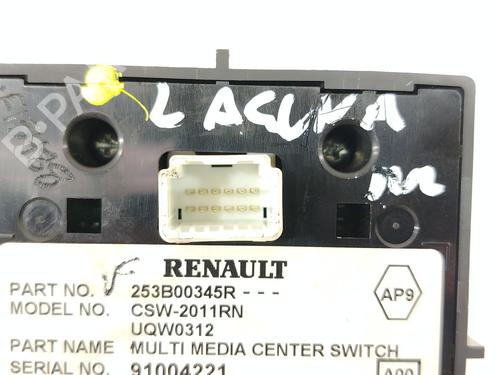 LAGUNA
RENAULT
PART NO. 253B00345R - - -
AP9
MODEL NO. CSW-2011RN
UQW0312
PART NAME MULTI MEDIA CENTER SWITCH
SERIAL NO. 91004221